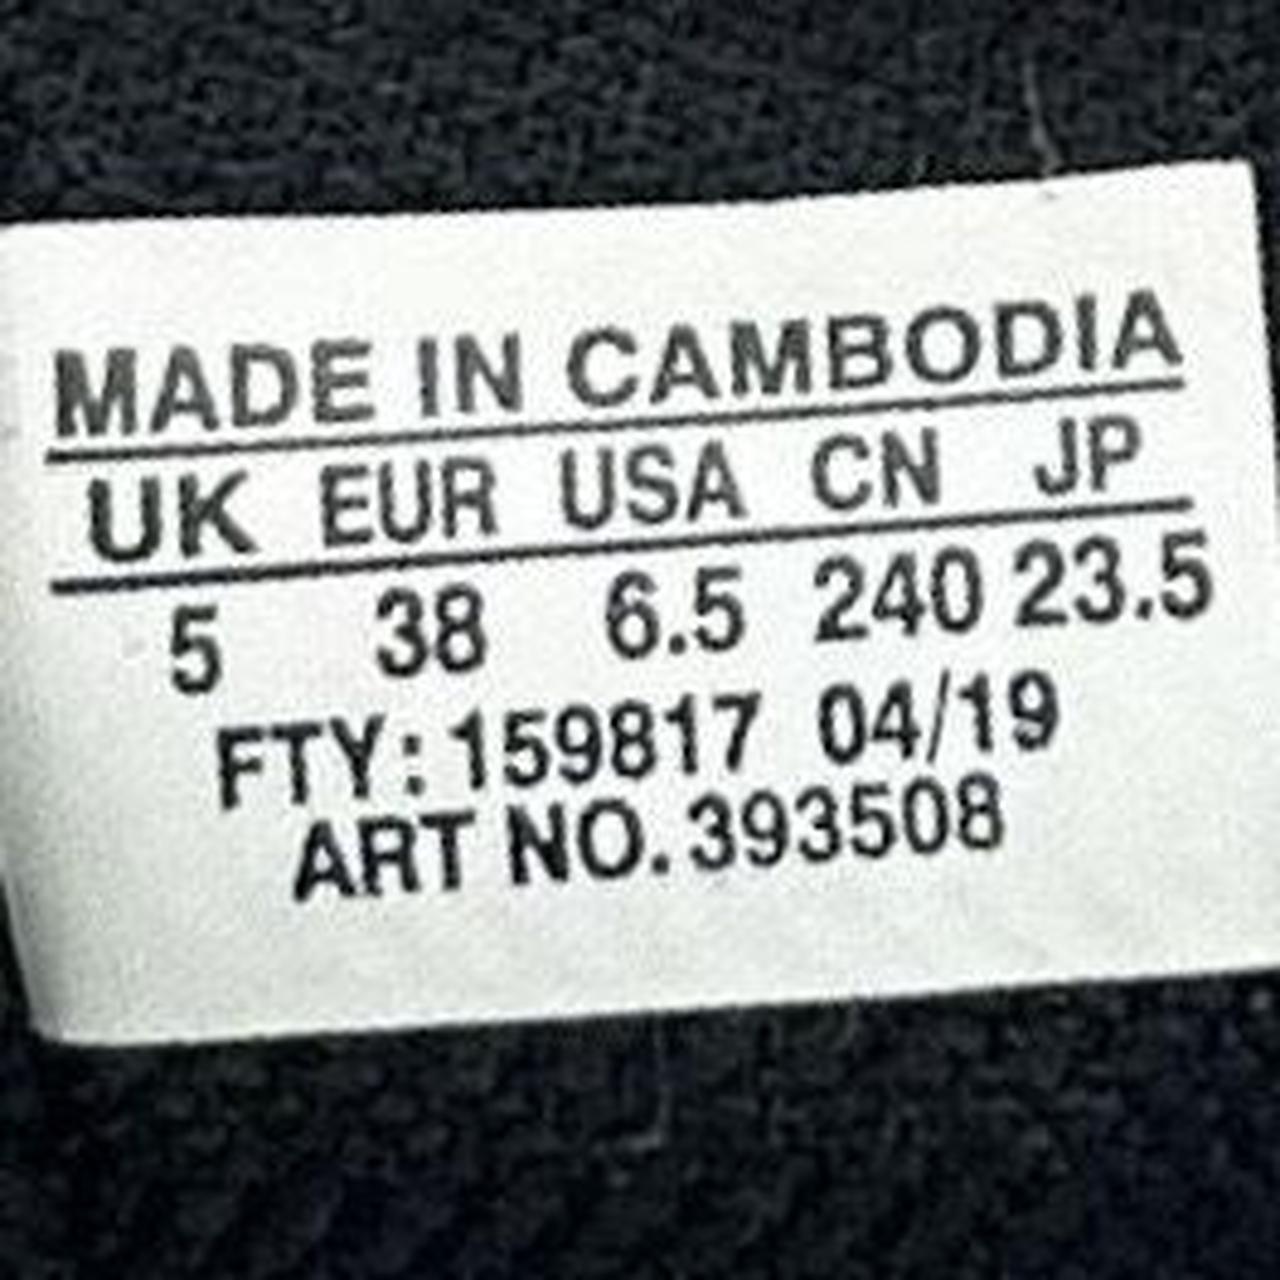 MADE IN CAMBODIA
UK EUR USA CN JP
5 38 6.5 240 23.5
FTY: 159817 04/19
ART NO. 393508